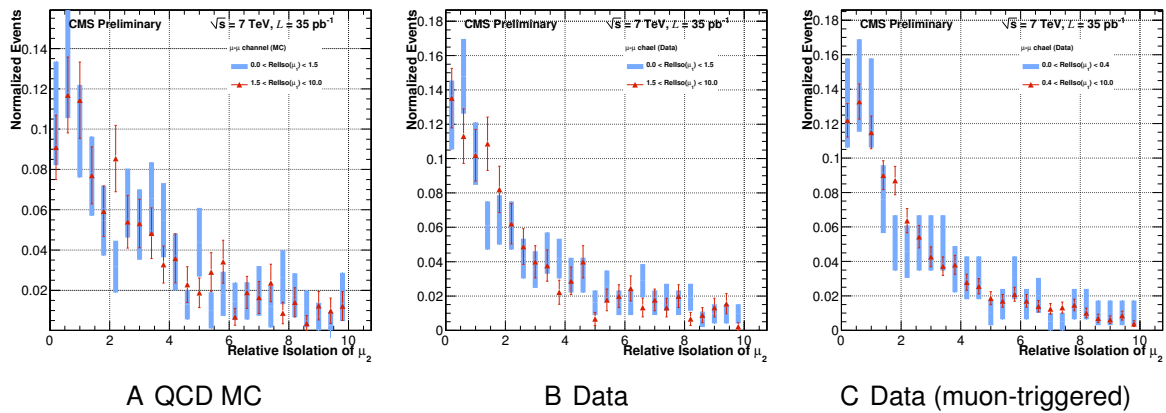 CMS Preliminary √s = 7 TeV, L = 35 pb⁻¹
μ-μ channel (MC)
0.0 < RelIso(μ₁) < 1.5
1.5 < RelIso(μ₁) < 10.0
Normalized Events
0.14
0.12
0.1
0.08
0.06
0.04
0.02
0
0 2 4 6 8 10
Relative Isolation of μ₂
A QCD MC
CMS Preliminary √s = 7 TeV, L = 35 pb⁻¹
μ-μ chael (Data)
0.0 < RelIso(μ₁) < 1.5
1.5 < RelIso(μ₁) < 10.0
Normalized Events
0.18
0.16
0.14
0.12
0.1
0.08
0.06
0.04
0.02
0
0 2 4 6 8 10
Relative Isolation of μ₂
B Data
CMS Preliminary √s = 7 TeV, L = 35 pb⁻¹
μ-μ chael (Data)
0.0 < RelIso(μ₁) < 0.4
0.4 < RelIso(μ₁) < 10.0
Normalized Events
0.18
0.16
0.14
0.12
0.1
0.08
0.06
0.04
0.02
0
0 2 4 6 8 10
Relative Isolation of μ₂
C Data (muon-triggered)